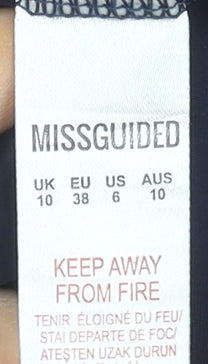 MISSGUIDED
UK EU US AUS
10 38 6 10
KEEP AWAY
FROM FIRE
TENIR ÉLOIGNÉ DU FEU/
STAI DEPARTE DE FOC/
ATEŞTEN UZAK DURUN